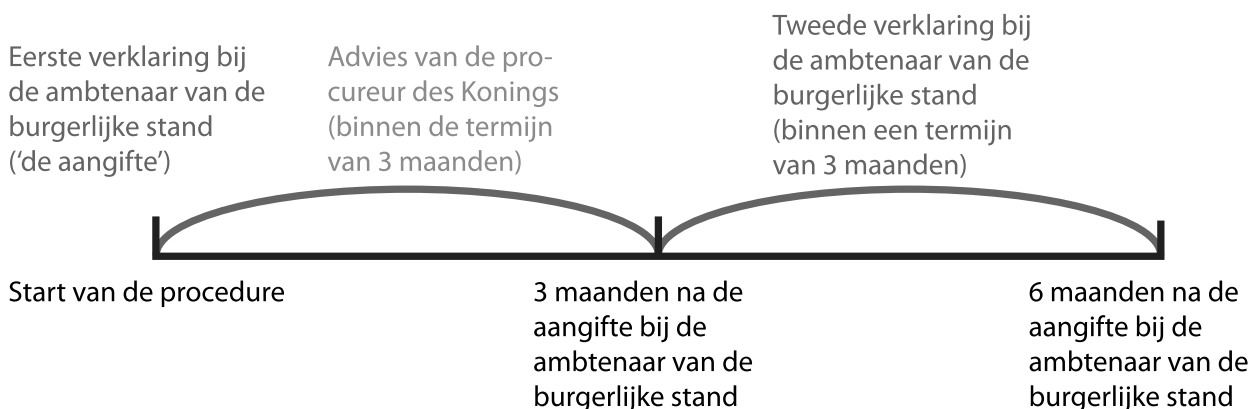 Eerste verklaring bij
de ambtenaar van de
burgerlijke stand
(‘de aangifte’)
Advies van de pro-
cureur des Konings
(binnen de termijn
van 3 maanden)
Tweede verklaring bij
de ambtenaar van de
burgerlijke stand
(binnen een termijn
van 3 maanden)
Start van de procedure
3 maanden na de
aangifte bij de
ambtenaar van de
burgerlijke stand
6 maanden na de
aangifte bij de
ambtenaar van de
burgerlijke stand